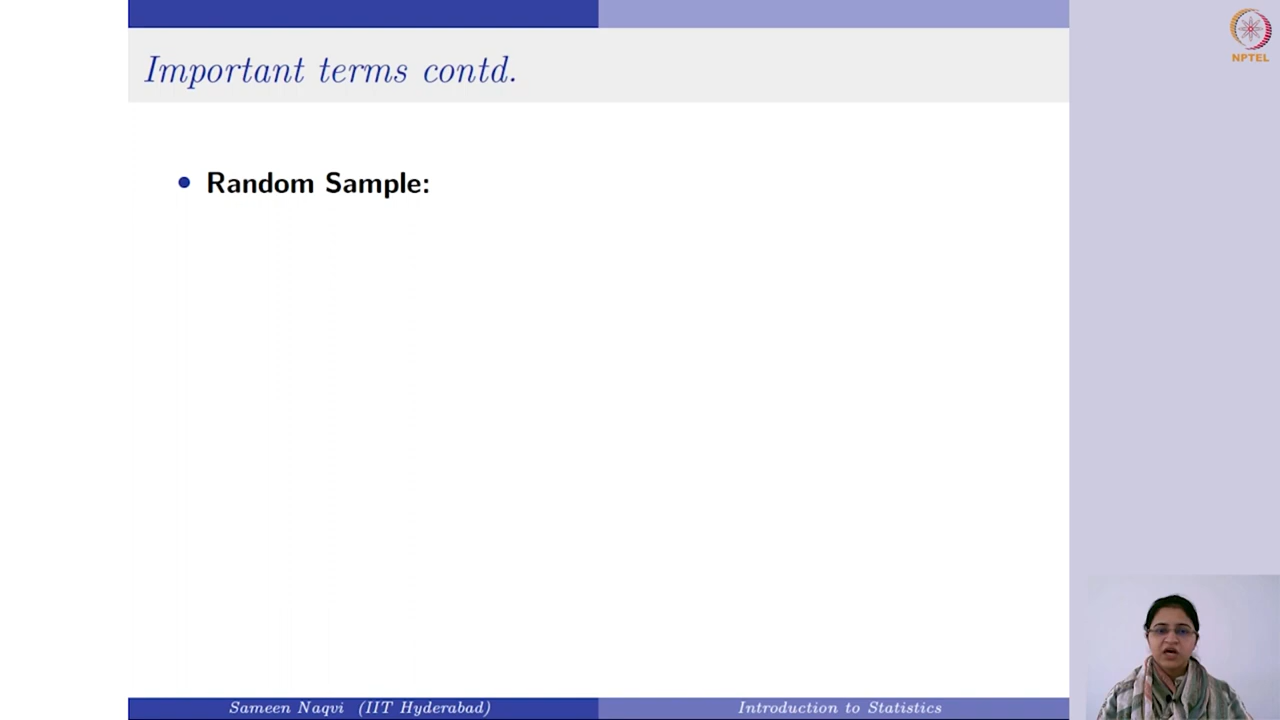 Important terms contd.
NPTEL
• Random Sample:
Sameen Naqvi (IIT Hyderabad)
Introduction to Statistics